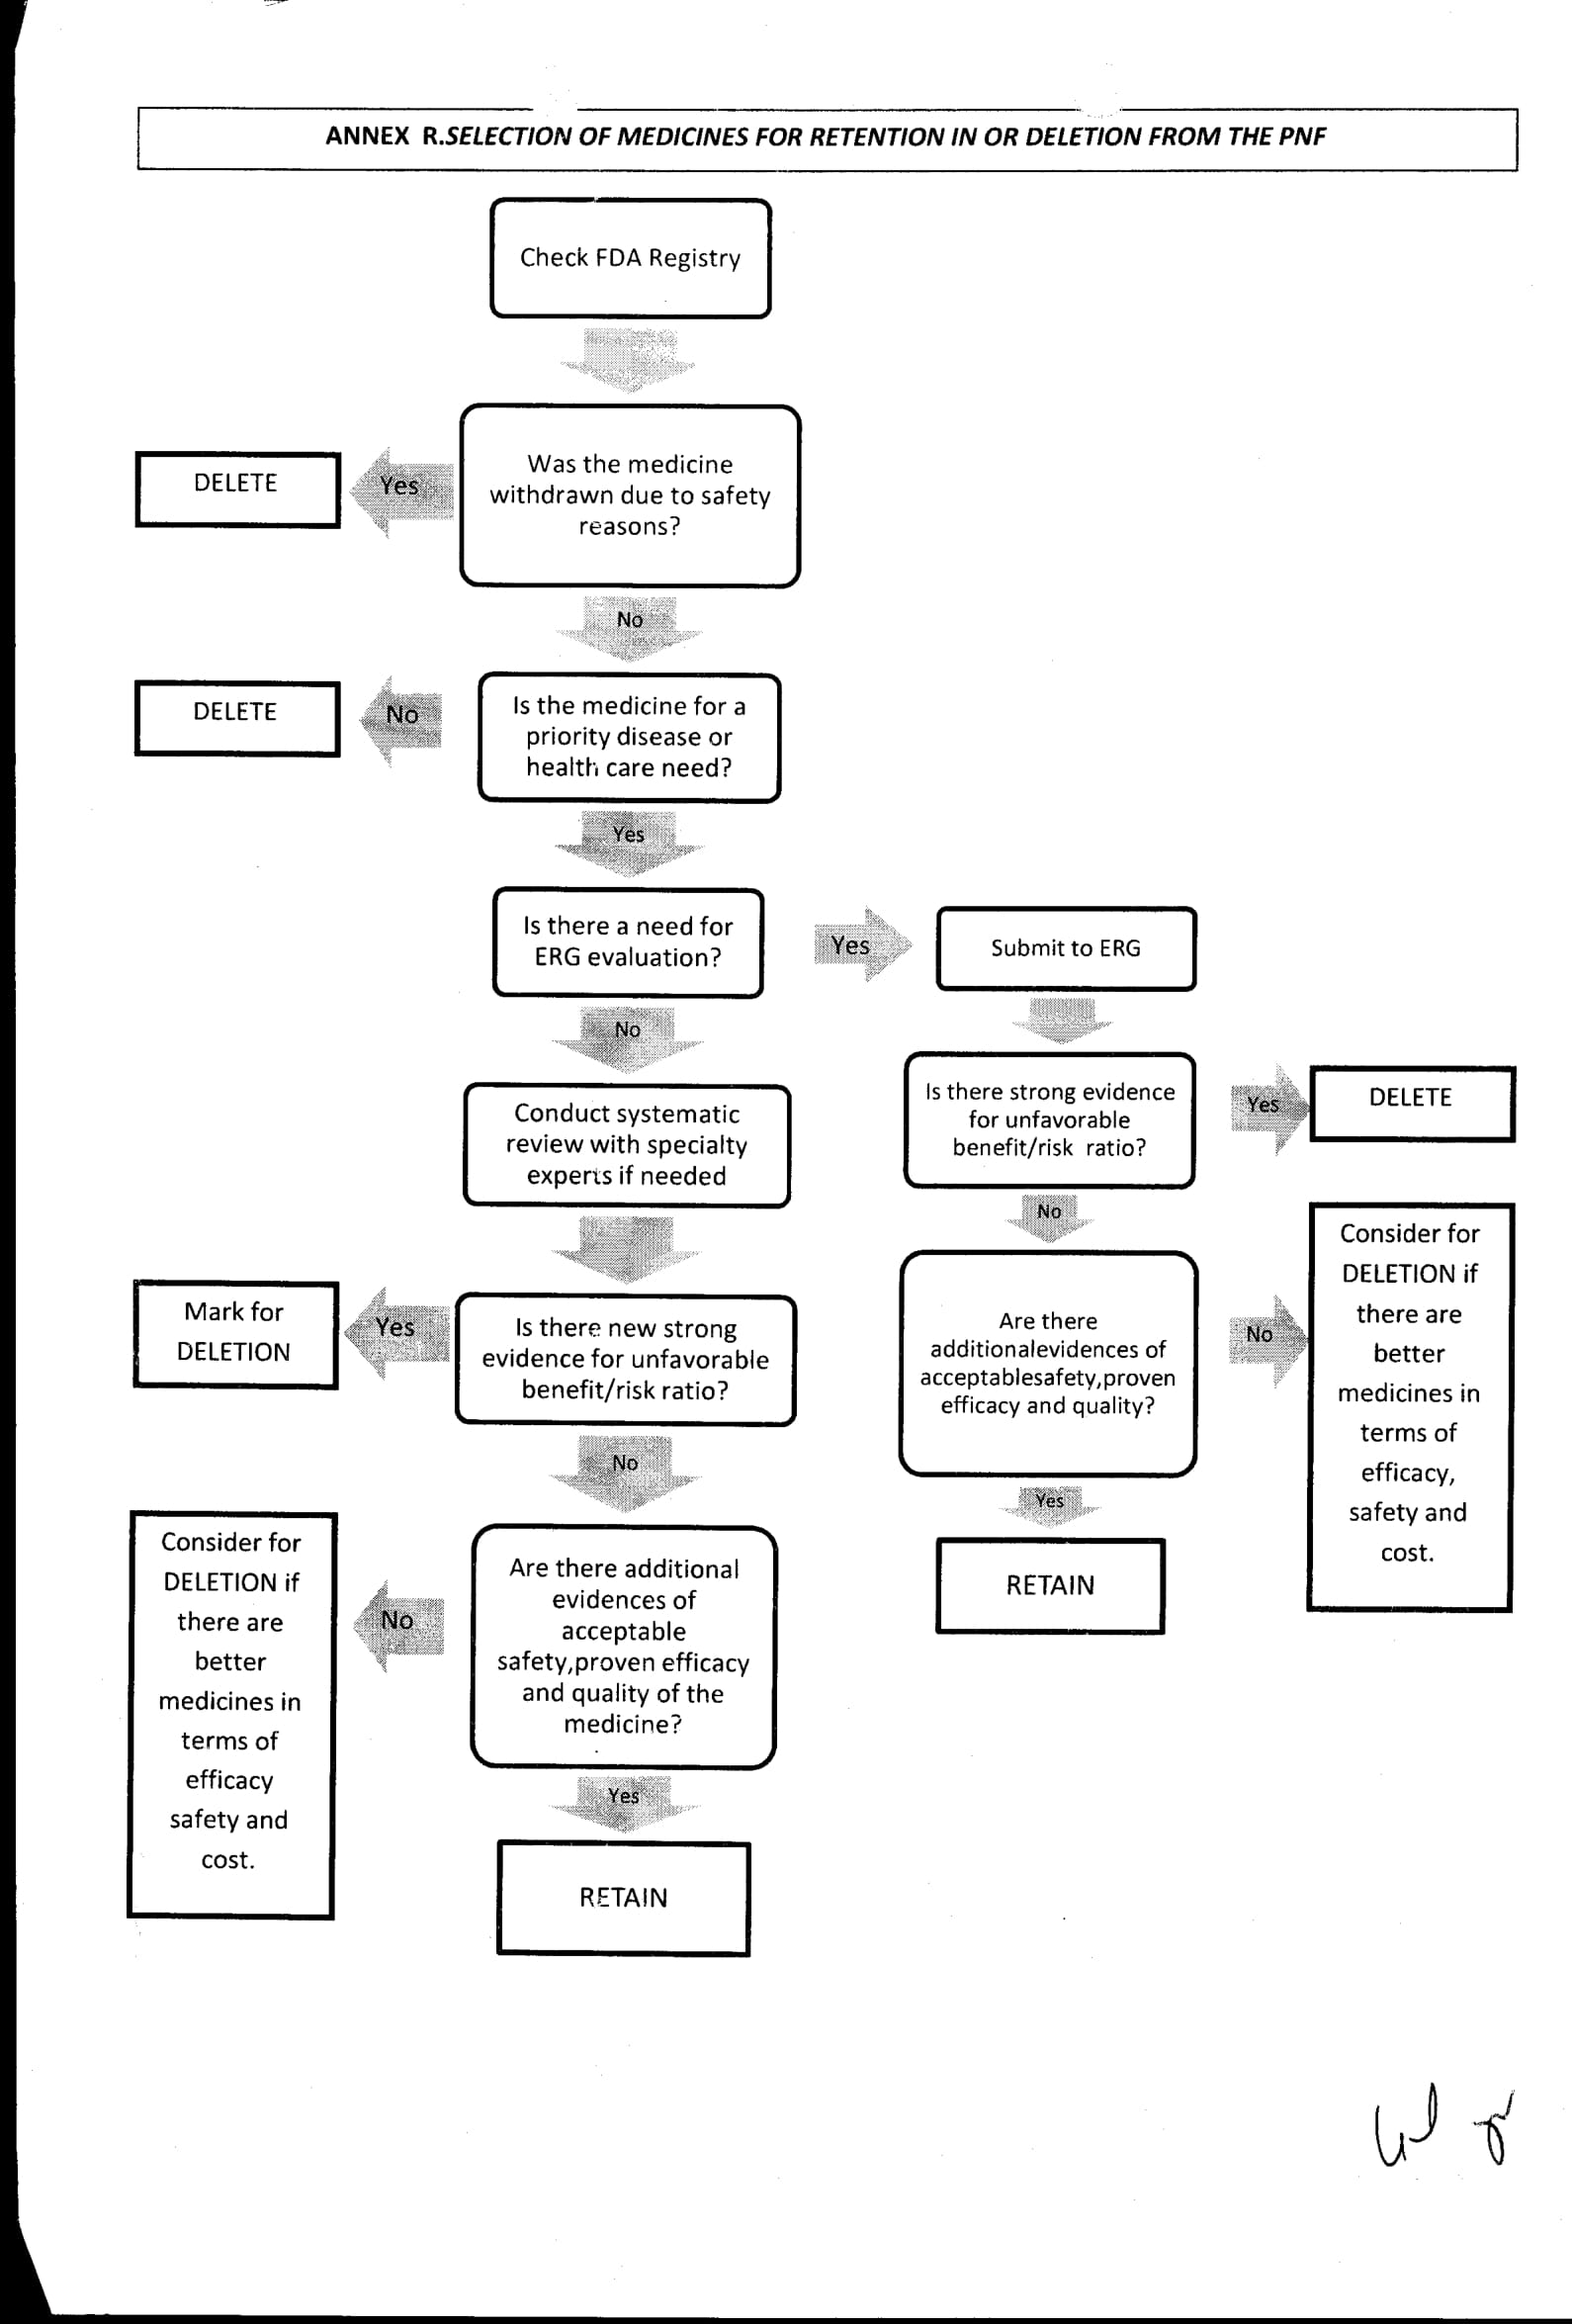 ANNEX R.SELECTION OF MEDICINES FOR RETENTION IN OR DELETION FROM THE PNF
Check FDA Registry
Was the medicine
withdrawn due to safety
reasons?
Yes
DELETE
No
Is the medicine for a
priority disease or
health care need?
No
DELETE
Yes
Is there a need for
ERG evaluation?
Yes
Submit to ERG
No
Conduct systematic
review with specialty
experts if needed
Is there new strong
evidence for unfavorable
benefit/risk ratio?
Yes
Mark for
DELETION
No
Are there additional
evidences of
acceptable
safety,proven efficacy
and quality of the
medicine?
No
Consider for
DELETION if
there are
better
medicines in
terms of
efficacy
safety and
cost.
Yes
RETAIN
Is there strong evidence
for unfavorable
benefit/risk ratio?
Yes
DELETE
No
Are there
additionalevidences of
acceptablesafety,proven
efficacy and quality?
No
Consider for
DELETION if
there are
better
medicines in
terms of
efficacy,
safety and
cost.
Yes
RETAIN